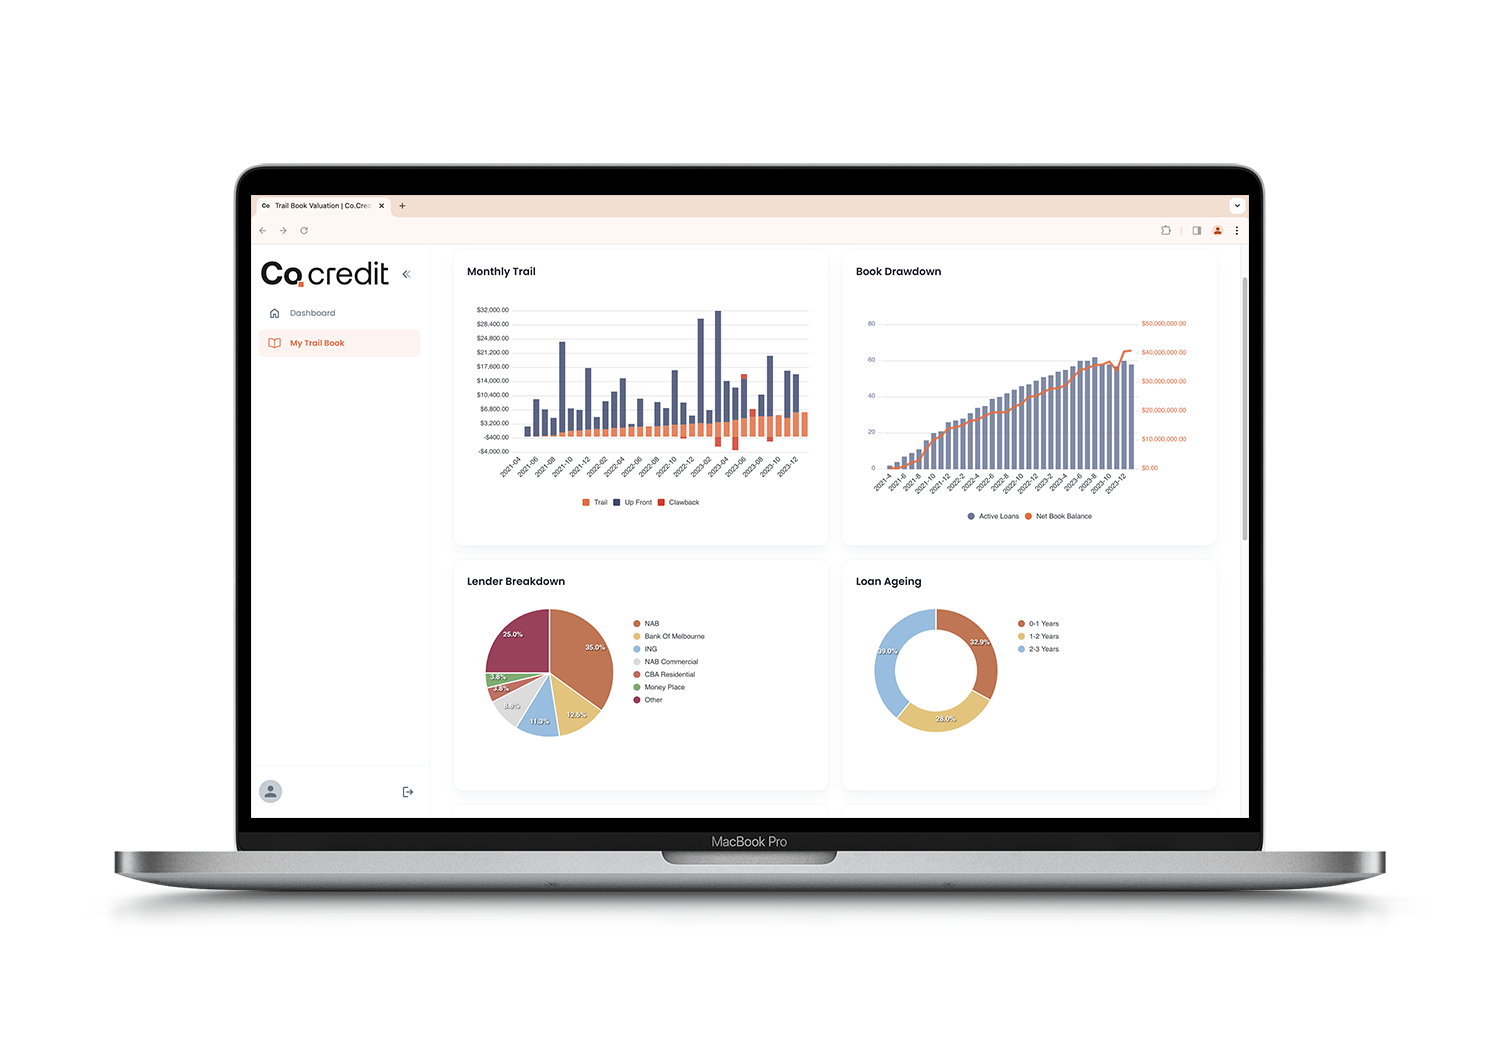 Co Trail Book Valuation | Co.Cred
Co.credit
Dashboard
My Trail Book
Monthly Trail
$32,000.00
$28,400.00
$24,800.00
$21,200.00
$17,600.00
$14,000.00
$10,400.00
$6,800.00
$3,200.00
-$400.00
-$4,000.00
2021-04 2021-06 2021-08 2021-10 2021-12 2022-02 2022-04 2022-06 2022-08 2022-10 2022-12 2023-02 2023-04 2023-06 2023-08 2023-10 2023-12
Trail Up Front Clawback
Book Drawdown
80 $50,000,000.00
$40,000,000.00
60
$30,000,000.00
40
$20,000,000.00
20
$10,000,000.00
0 $0.00
2021-4 2021-6 2021-8 2021-10 2021-12 2022-2 2022-4 2022-6 2022-8 2022-10 2022-12 2023-2 2023-4 2023-6 2023-8 2023-10 2023-12
Active Loans Net Book Balance
Lender Breakdown
25.0%
35.0%
3.8%
3.8%
8.8%
11.3%
12.5%
NAB
Bank Of Melbourne
ING
NAB Commercial
CBA Residential
Money Place
Other
Loan Ageing
32.9%
39.0%
28.0%
0-1 Years
1-2 Years
2-3 Years
MacBook Pro